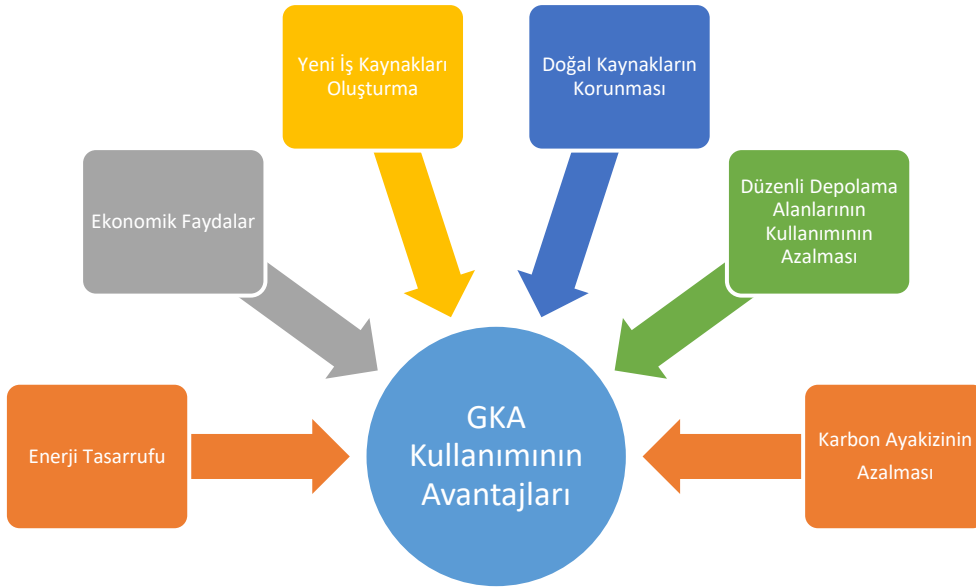 Yeni İş Kaynakları
Oluşturma
Doğal Kaynakların
Korunması
Ekonomik Faydalar
Düzenli Depolama
Alanlarının
Kullanımının
Azalması
Enerji Tasarrufu
GKA
Kullanımının
Avantajları
Karbon Ayakizinin
Azalması